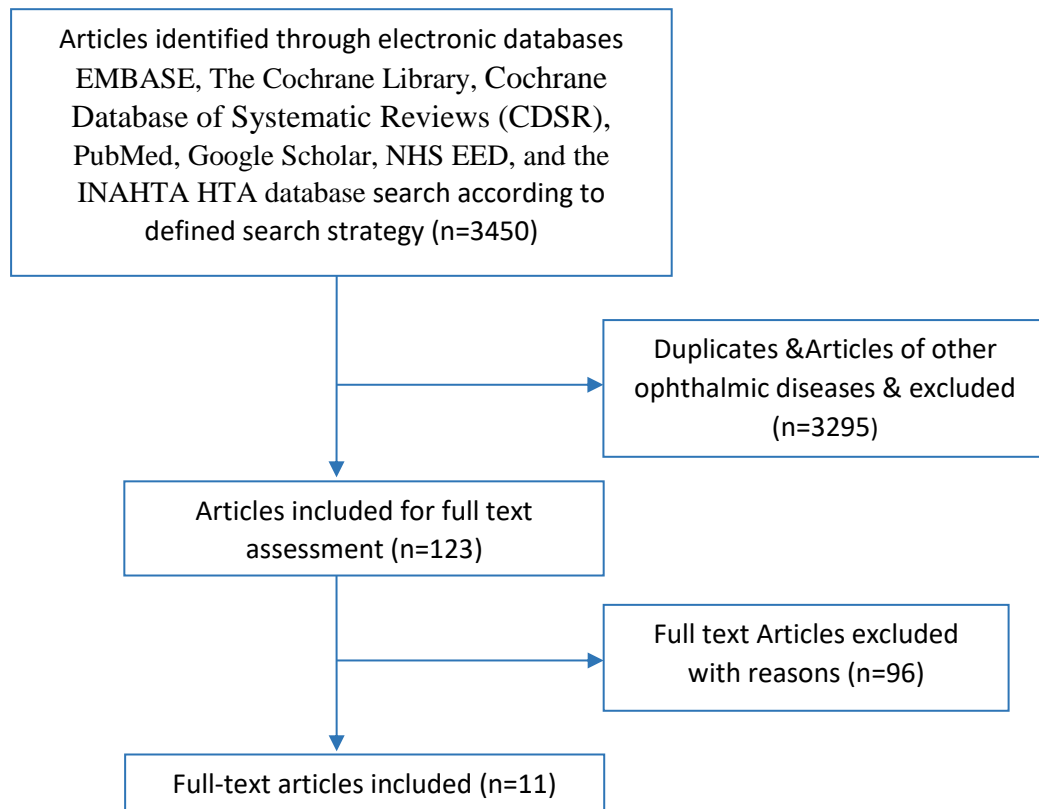 Articles identified through electronic databases
EMBASE, The Cochrane Library, Cochrane
Database of Systematic Reviews (CDSR),
PubMed, Google Scholar, NHS EED, and the
INAHTA HTA database search according to
defined search strategy (n=3450)
Duplicates &Articles of other
ophthalmic diseases & excluded
(n=3295)
Articles included for full text
assessment (n=123)
Full text Articles excluded
with reasons (n=96)
Full-text articles included (n=11)